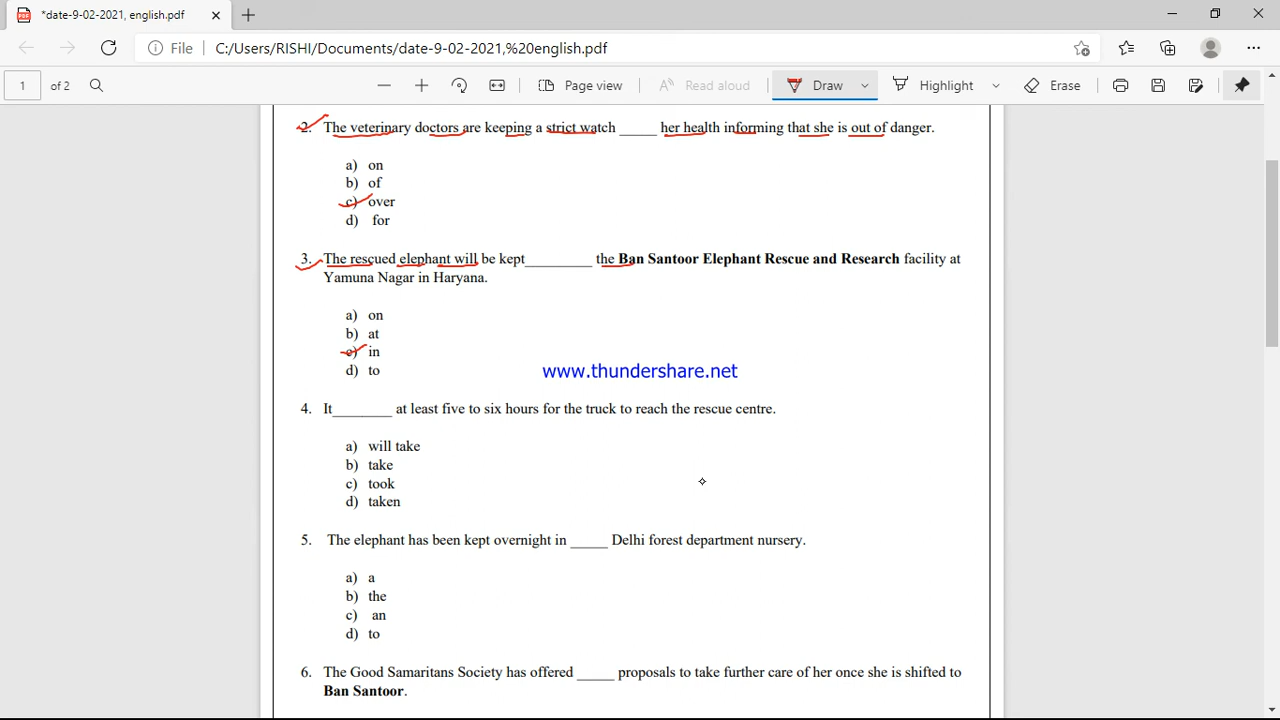 *date-9-02-2021, english.pdf
File C:/Users/RISHI/Documents/date-9-02-2021,%20english.pdf
1 of 2 Page view Read aloud Draw Highlight Erase
2. The veterinary doctors are keeping a strict watch _____ her health informing that she is out of danger.
a) on
b) of
c) over
d) for
3. The rescued elephant will be kept_________ the Ban Santoor Elephant Rescue and Research facility at
Yamuna Nagar in Haryana.
a) on
b) at
c) in
d) to
www.thundershare.net
4. It________ at least five to six hours for the truck to reach the rescue centre.
a) will take
b) take
c) took
d) taken
5. The elephant has been kept overnight in _____ Delhi forest department nursery.
a) a
b) the
c) an
d) to
6. The Good Samaritans Society has offered _____ proposals to take further care of her once she is shifted to
Ban Santoor.